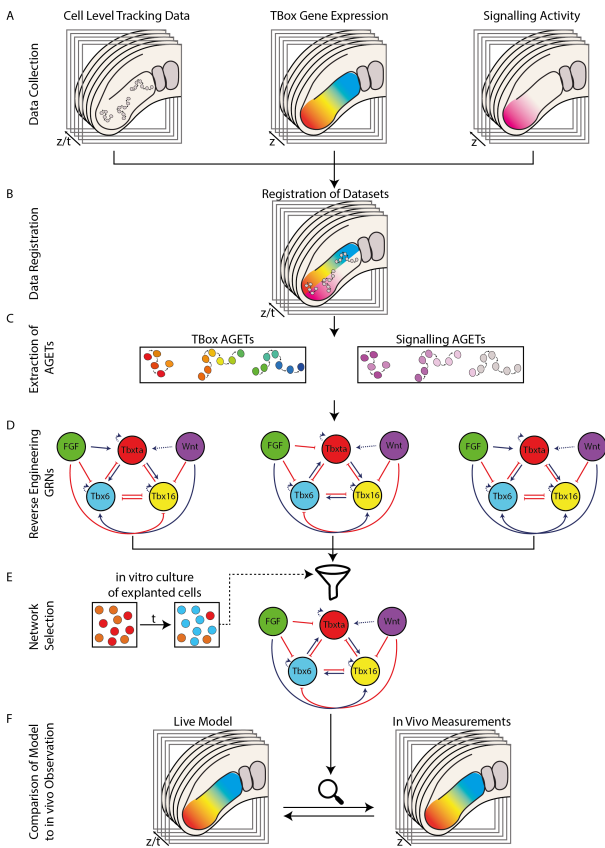 A
Cell Level Tracking Data
TBox Gene Expression
Signalling Activity
Data Collection
z/t
z
z
B
Registration of Datasets
Data Registration
z/t
C
TBox AGETs
Signalling AGETs
Extraction of
AGETs
D
FGF
Tbxta
Wnt
Tbx6
Tbx16
FGF
Tbxta
Wnt
Tbx6
Tbx16
FGF
Tbxta
Wnt
Tbx6
Tbx16
Reverse Engineering
GRNs
E
in vitro culture
of explanted cells
t
Network
Selection
FGF
Tbxta
Wnt
Tbx6
Tbx16
F
Live Model
In Vivo Measurements
Comparison of Model
to in vivo Observation
z/t
z